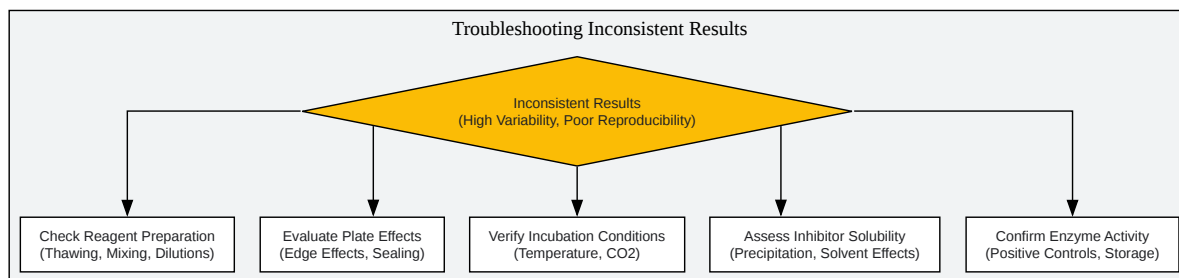 Troubleshooting Inconsistent Results
Inconsistent Results
(High Variability, Poor Reproducibility)
Check Reagent Preparation
(Thawing, Mixing, Dilutions)
Evaluate Plate Effects
(Edge Effects, Sealing)
Verify Incubation Conditions
(Temperature, CO2)
Assess Inhibitor Solubility
(Precipitation, Solvent Effects)
Confirm Enzyme Activity
(Positive Controls, Storage)